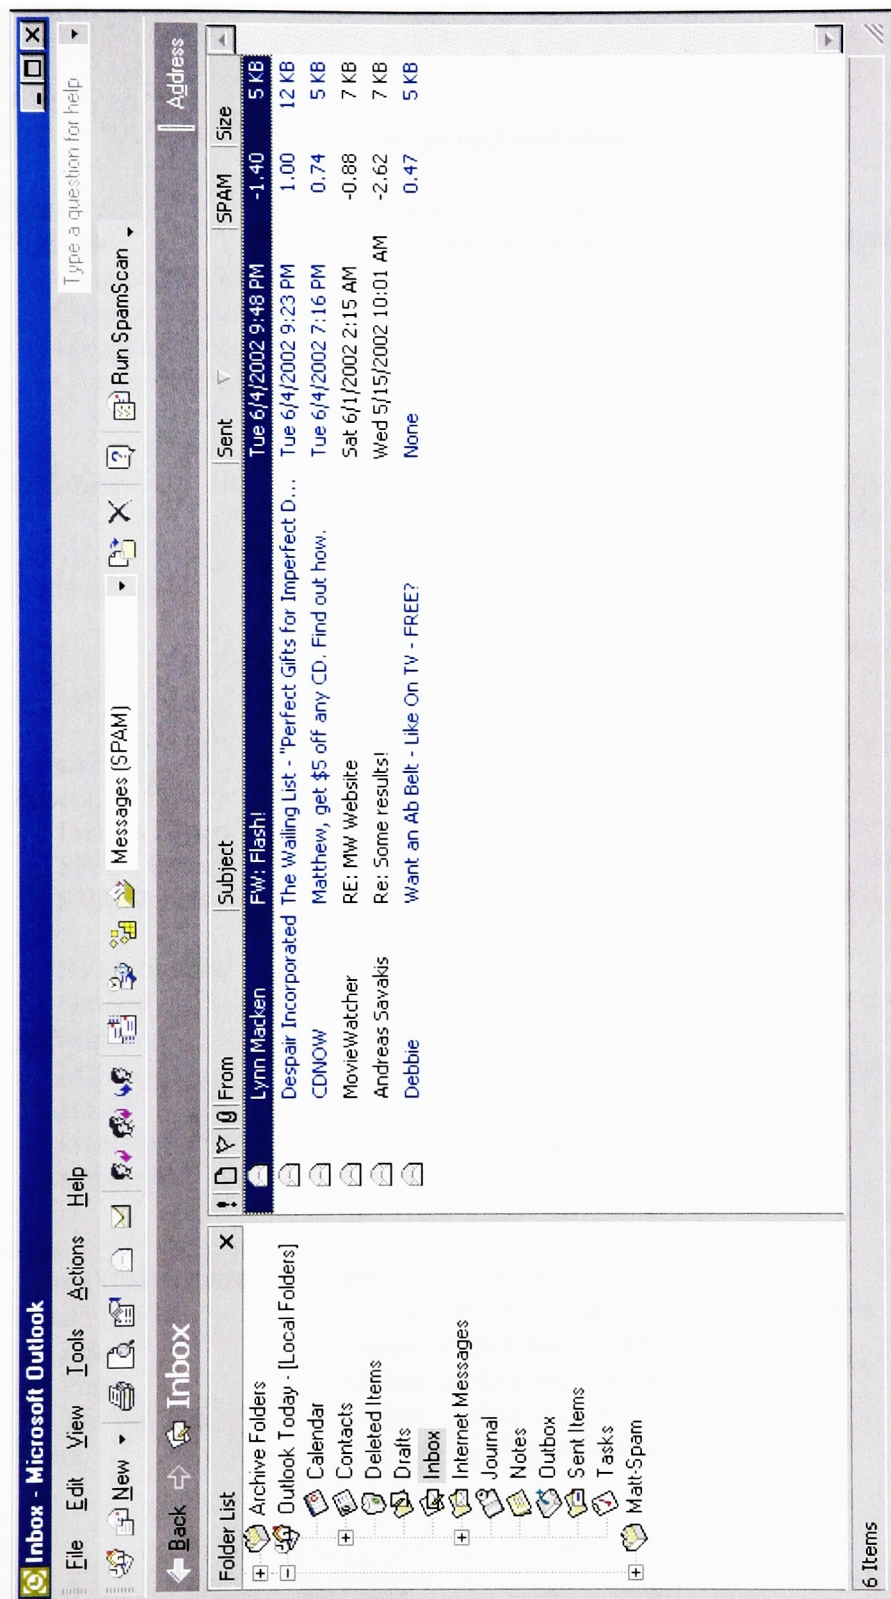 Inbox - Microsoft Outlook
File Edit View Tools Actions Help Type a question for help
New Messages (SPAM) Run SpamScan
Back Inbox Address
Folder List
Archive Folders
Outlook Today - [Local Folders]
Calendar
Contacts
Deleted Items
Drafts
Inbox
Internet Messages
Journal
Notes
Outbox
Sent Items
Tasks
Matt-Spam
From Subject Sent SPAM Size
Lynn Macken FW: Flash! Tue 6/4/2002 9:48 PM -1.40 5 KB
Despair Incorporated The Wailing List - "Perfect Gifts for Imperfect D... Tue 6/4/2002 9:23 PM 1.00 12 KB
CDNOW Matthew, get $5 off any CD. Find out how. Tue 6/4/2002 7:16 PM 0.74 5 KB
MovieWatcher RE: MW Website Sat 6/1/2002 2:15 AM -0.88 7 KB
Andreas Savakis Re: Some results! Wed 5/15/2002 10:01 AM -2.62 7 KB
Debbie Want an Ab Belt - Like On TV - FREE? None 0.47 5 KB
6 Items